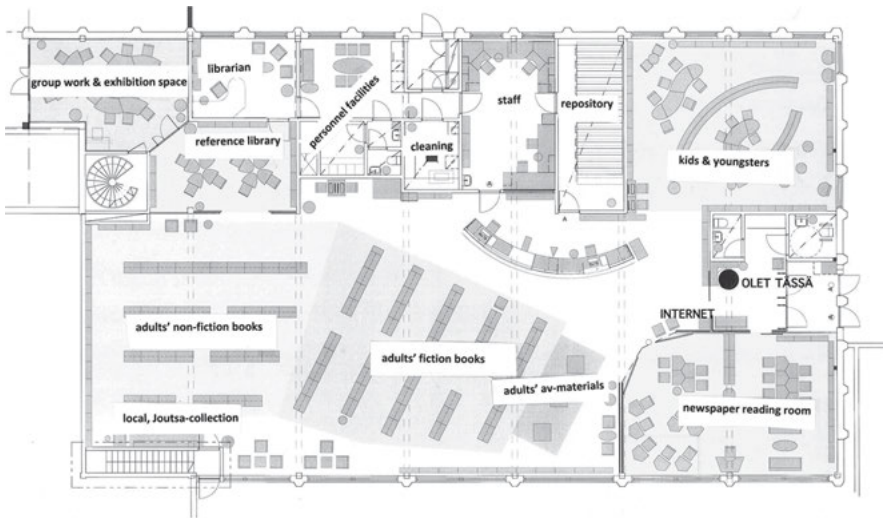 group work & exhibition space
librarian
personnel facilities
reference library
cleaning
staff
repository
kids & youngsters
OLET TÄSSÄ
INTERNET
adults' non-fiction books
adults' fiction books
adults' av-materials
local, Joutsa-collection
newspaper reading room